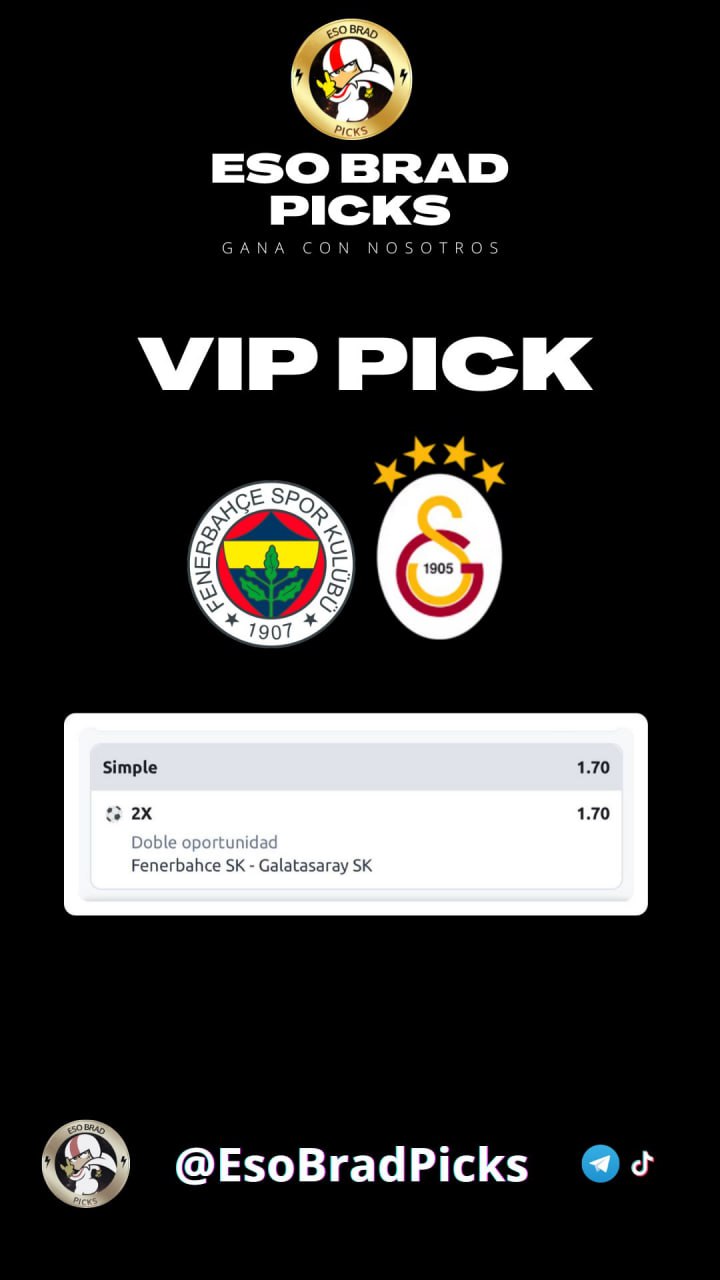 ESO BRAD
PICKS
ESO BRAD
PICKS
GANA CON NOSOTROS
VIP PICK
FENERBAHÇE SPOR KULÜBÜ
1907
1905
Simple 1.70
2X 1.70
Doble oportunidad
Fenerbahce SK - Galatasaray SK
ESO BRAD
PICKS
@EsoBradPicks